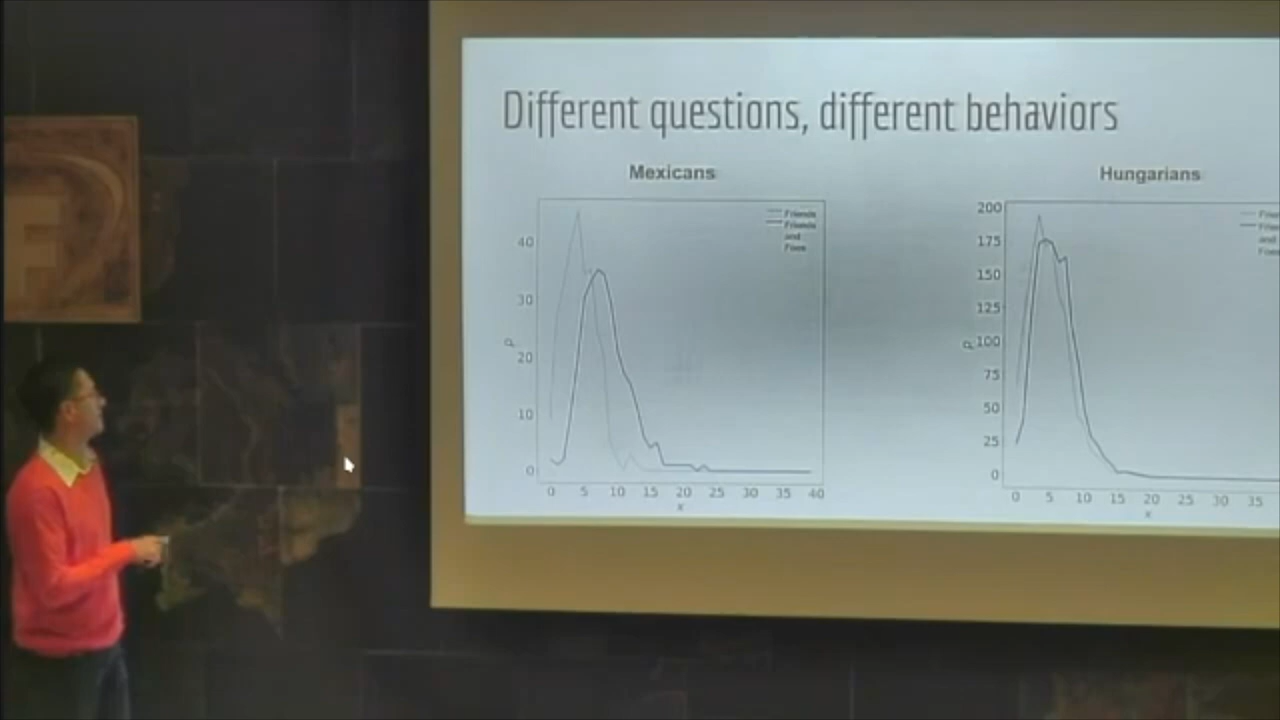 Different questions, different behaviors
Mexicans
Friends
Friends
and
Foes
40
30
20
10
0
P
0 5 10 15 20 25 30 35 40
x
Hungarians
and
200
175
150
125
100
75
50
25
0
P
0 5 10 15 20 25 30 35
x
F